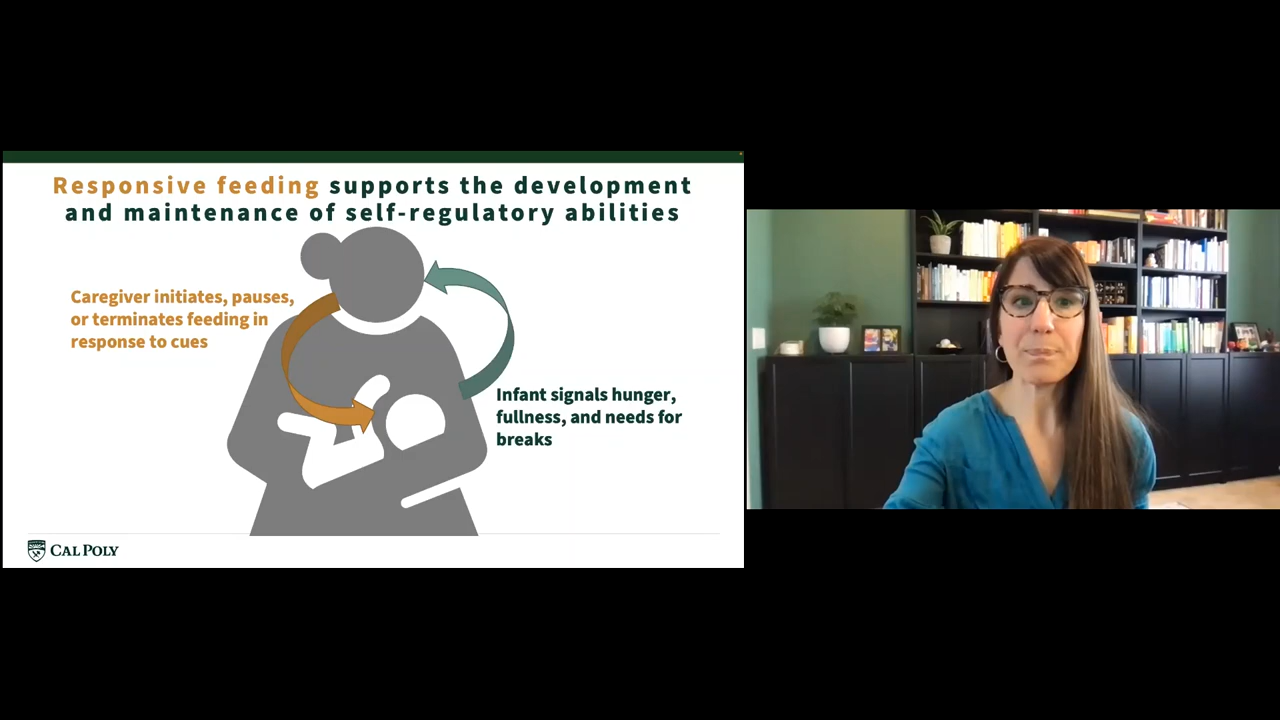 Responsive feeding supports the development
and maintenance of self-regulatory abilities
Caregiver initiates, pauses,
or terminates feeding in
response to cues
Infant signals hunger,
fullness, and needs for
breaks
CAL POLY